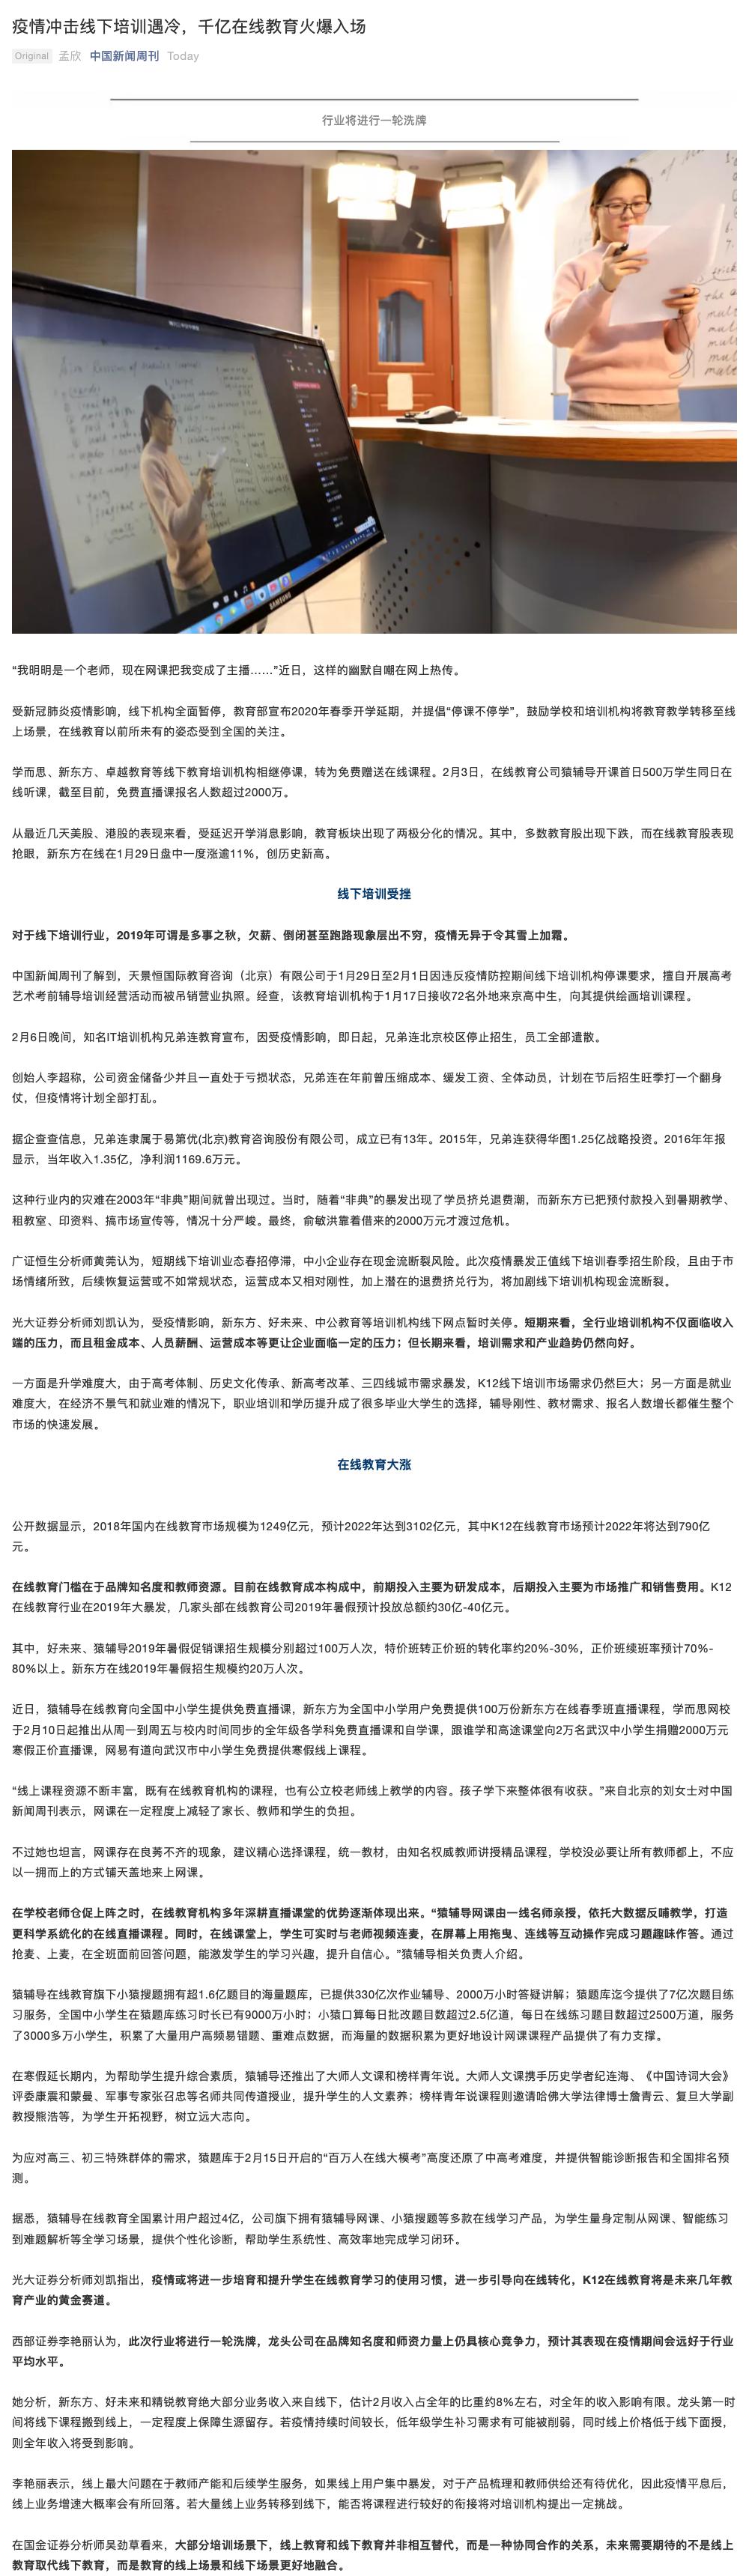 疫情冲击线下培训遇冷，千亿在线教育火爆入场
Original 孟欣 中国新闻周刊 Today
行业将进行一轮洗牌
SAMSUNG
“我明明是一个老师，现在网课把我变成了主播……”近日，这样的幽默自嘲在网上热传。
受新冠肺炎疫情影响，线下机构全面暂停，教育部宣布2020年春季开学延期，并提倡“停课不停学”，鼓励学校和培训机构将教育教学转移至线
上场景，在线教育以前所未有的姿态受到全国的关注。
学而思、新东方、卓越教育等线下教育培训机构相继停课，转为免费赠送在线课程。2月3日，在线教育公司猿辅导开课首日500万学生同日在
线听课，截至目前，免费直播课报名人数超过2000万。
从最近几天美股、港股的表现来看，受延迟开学消息影响，教育板块出现了两极分化的情况。其中，多数教育股出现下跌，而在线教育股表现
抢眼，新东方在线在1月29日盘中一度涨逾11%，创历史新高。
线下培训受挫
对于线下培训行业，2019年可谓是多事之秋，欠薪、倒闭甚至跑路现象层出不穷，疫情无异于令其雪上加霜。
中国新闻周刊了解到，天景恒国际教育咨询（北京）有限公司于1月29日至2月1日因违反疫情防控期间线下培训机构停课要求，擅自开展高考
艺术考前辅导培训经营活动而被吊销营业执照。经查，该教育培训机构于1月17日接收72名外地来京高中生，向其提供绘画培训课程。
2月6日晚间，知名IT培训机构兄弟连教育宣布，因受疫情影响，即日起，兄弟连北京校区停止招生，员工全部遣散。
创始人李超称，公司资金储备少并且一直处于亏损状态，兄弟连在年前曾压缩成本、缓发工资、全体动员，计划在节后招生旺季打一个翻身
仗，但疫情将计划全部打乱。
据企查查信息，兄弟连隶属于易第优(北京)教育咨询股份有限公司，成立已有13年。2015年，兄弟连获得华图1.25亿战略投资。2016年年报
显示，当年收入1.35亿，净利润1169.6万元。
这种行业内的灾难在2003年“非典”期间就曾出现过。当时，随着“非典”的暴发出现了学员挤兑退费潮，而新东方已把预付款投入到暑期教学、
租教室、印资料、搞市场宣传等，情况十分严峻。最终，俞敏洪靠着借来的2000万元才渡过危机。
广证恒生分析师黄莞认为，短期线下培训业态春招停滞，中小企业存在现金流断裂风险。此次疫情暴发正值线下培训春季招生阶段，且由于市
场情绪所致，后续恢复运营或不如常规状态，运营成本又相对刚性，加上潜在的退费挤兑行为，将加剧线下培训机构现金流断裂。
光大证券分析师刘凯认为，受疫情影响，新东方、好未来、中公教育等培训机构线下网点暂时关停。短期来看，全行业培训机构不仅面临收入
端的压力，而且租金成本、人员薪酬、运营成本等更让企业面临一定的压力；但长期来看，培训需求和产业趋势仍然向好。
一方面是升学难度大，由于高考体制、历史文化传承、新高考改革、三四线城市需求暴发，K12线下培训市场需求仍然巨大；另一方面是就业
难度大，在经济不景气和就业难的情况下，职业培训和学历提升成了很多毕业大学生的选择，辅导刚性、教材需求、报名人数增长都催生整个
市场的快速发展。
在线教育大涨
公开数据显示，2018年国内在线教育市场规模为1249亿元，预计2022年达到3102亿元，其中K12在线教育市场预计2022年将达到790亿
元。
在线教育门槛在于品牌知名度和教师资源。目前在线教育成本构成中，前期投入主要为研发成本，后期投入主要为市场推广和销售费用。K12
在线教育行业在2019年大暴发，几家头部在线教育公司2019年暑假预计投放总额约30亿-40亿元。
其中，好未来、猿辅导2019年暑假促销课招生规模分别超过100万人次，特价班转正价班的转化率约20%-30%，正价班续班率预计70%-
80%以上。新东方在线2019年暑假招生规模约20万人次。
近日，猿辅导在线教育向全国中小学生提供免费直播课，新东方为全国中小学用户免费提供100万份新东方在线春季班直播课程，学而思网校
于2月10日起推出从周一到周五与校内时间同步的全年级各学科免费直播课和自学课，跟谁学和高途课堂向2万名武汉中小学生捐赠2000万元
寒假正价直播课，网易有道向武汉市中小学生免费提供寒假线上课程。
“线上课程资源不断丰富，既有在线教育机构的课程，也有公立校老师线上教学的内容。孩子学下来整体很有收获。”来自北京的刘女士对中国
新闻周刊表示，网课在一定程度上减轻了家长、教师和学生的负担。
不过她也坦言，网课存在良莠不齐的现象，建议精心选择课程，统一教材，由知名权威教师讲授精品课程，学校没必要让所有教师都上，不应
以一拥而上的方式铺天盖地来上网课。
在学校老师仓促上阵之时，在线教育机构多年深耕直播课堂的优势逐渐体现出来。“猿辅导网课由一线名师亲授，依托大数据反哺教学，打造
更科学系统化的在线直播课程。同时，在线课堂上，学生可实时与老师视频连麦，在屏幕上用拖曳、连线等互动操作完成习题趣味作答。通过
抢麦、上麦，在全班面前回答问题，能激发学生的学习兴趣，提升自信心。”猿辅导相关负责人介绍。
猿辅导在线教育旗下小猿搜题拥有超1.6亿题目的海量题库，已提供330亿次作业辅导、2000万小时答疑讲解；猿题库迄今提供了7亿次题目练
习服务，全国中小学生在猿题库练习时长已有9000万小时；小猿口算每日批改题目数超过2.5亿道，每日在线练习题目数超过2500万道，服务
了3000多万小学生，积累了大量用户高频易错题、重难点数据，而海量的数据积累为更好地设计网课课程产品提供了有力支撑。
在寒假延长期内，为帮助学生提升综合素质，猿辅导还推出了大师人文课和榜样青年说。大师人文课携手历史学者纪连海、《中国诗词大会》
评委康震和蒙曼、军事专家张召忠等名师共同传道授业，提升学生的人文素养；榜样青年说课程则邀请哈佛大学法律博士詹青云、复旦大学副
教授熊浩等，为学生开拓视野，树立远大志向。
为应对高三、初三特殊群体的需求，猿题库于2月15日开启的“百万人在线大模考”高度还原了中高考难度，并提供智能诊断报告和全国排名预
测。
据悉，猿辅导在线教育全国累计用户超过4亿，公司旗下拥有猿辅导网课、小猿搜题等多款在线学习产品，为学生量身定制从网课、智能练习
到难题解析等全学习场景，提供个性化诊断，帮助学生系统性、高效率地完成学习闭环。
光大证券分析师刘凯指出，疫情或将进一步培育和提升学生在线教育学习的使用习惯，进一步引导向在线转化，K12在线教育将是未来几年教
育产业的黄金赛道。
西部证券李艳丽认为，此次行业将进行一轮洗牌，龙头公司在品牌知名度和师资力量上仍具核心竞争力，预计其表现在疫情期间会远好于行业
平均水平。
她分析，新东方、好未来和精锐教育绝大部分业务收入来自线下，估计2月收入占全年的比重约8%左右，对全年的收入影响有限。龙头第一时
间将线下课程搬到线上，一定程度上保障生源留存。若疫情持续时间较长，低年级学生补习需求有可能被削弱，同时线上价格低于线下面授，
则全年收入将受到影响。
李艳丽表示，线上最大问题在于教师产能和后续学生服务，如果线上用户集中暴发，对于产品梳理和教师供给还有待优化，因此疫情平息后，
线上业务增速大概率会有所回落。若大量线上业务转移到线下，能否将课程进行较好的衔接将对培训机构提出一定挑战。
在国金证券分析师吴劲草看来，大部分培训场景下，线上教育和线下教育并非相互替代，而是一种协同合作的关系，未来需要期待的不是线上
教育取代线下教育，而是教育的线上场景和线下场景更好地融合。